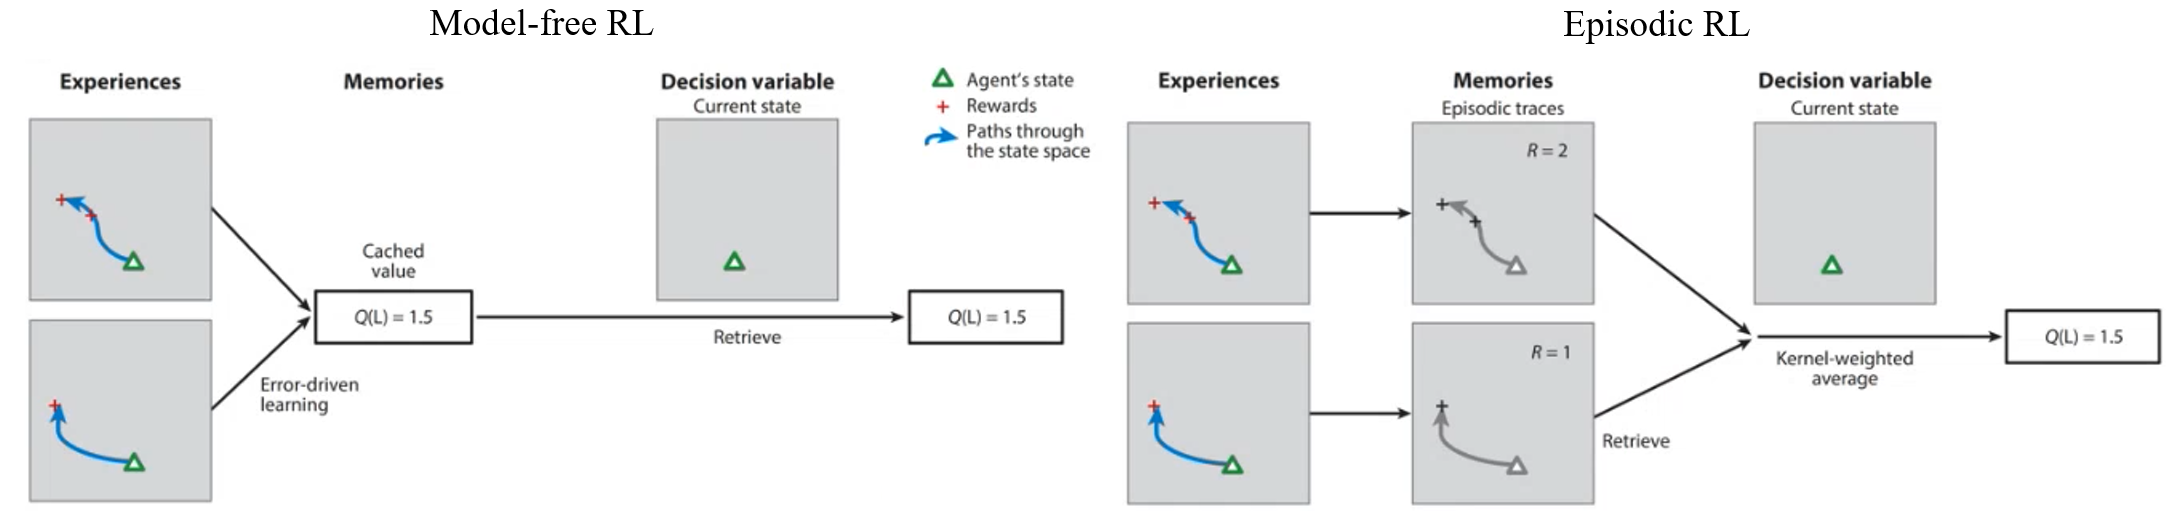 Model-free RL
Experiences
Memories
Decision variable
Current state
Cached
value
Q(L) = 1.5
Error-driven
learning
Retrieve
Q(L) = 1.5
Agent's state
Rewards
Paths through
the state space
Episodic RL
Experiences
Memories
Episodic traces
Decision variable
Current state
R = 2
R = 1
Retrieve
Kernel-weighted
average
Q(L) = 1.5